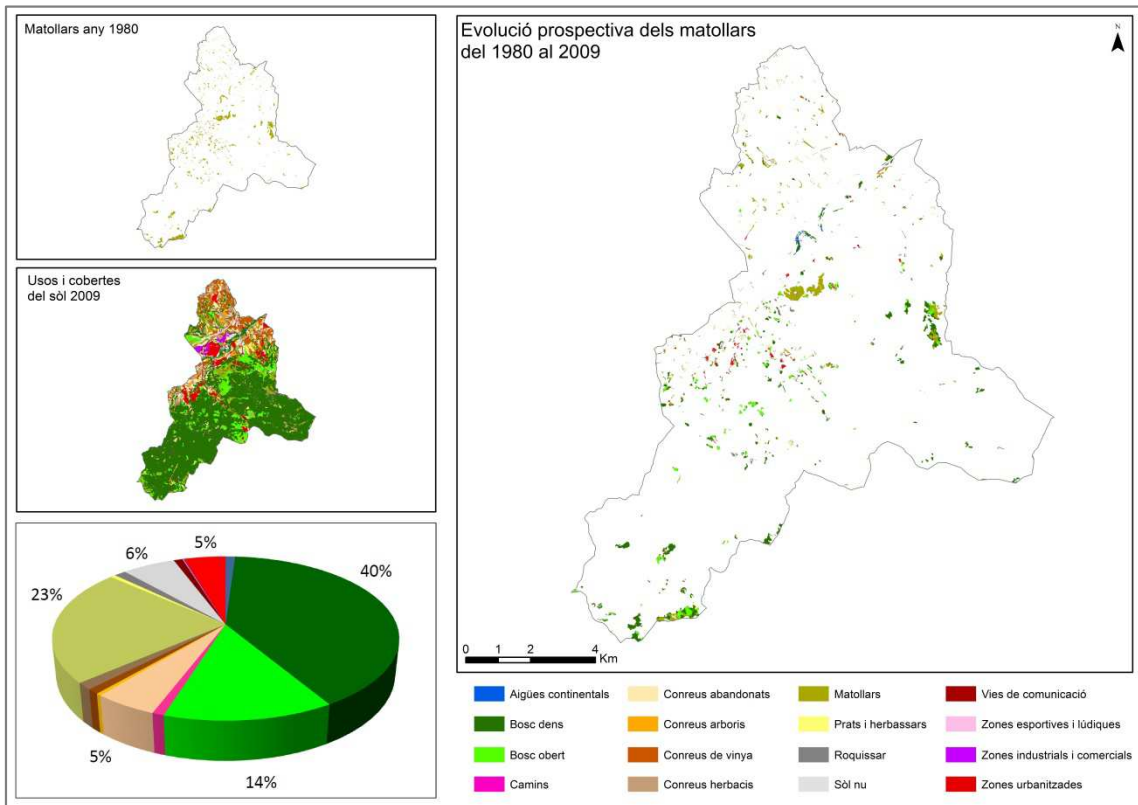 Matollars any 1980
Usos i cobertes
del sòl 2009
5%
6%
40%
23%
5%
14%
Evolució prospectiva dels matollars
del 1980 al 2009
N
0 1 2 4
Km
Aigües continentals
Bosc dens
Bosc obert
Camins
Conreus abandonats
Conreus arboris
Conreus de vinya
Conreus herbacis
Matollars
Prats i herbassars
Roquissar
Sòl nu
Vies de comunicació
Zones esportives i lúdiques
Zones industrials i comercials
Zones urbanitzades